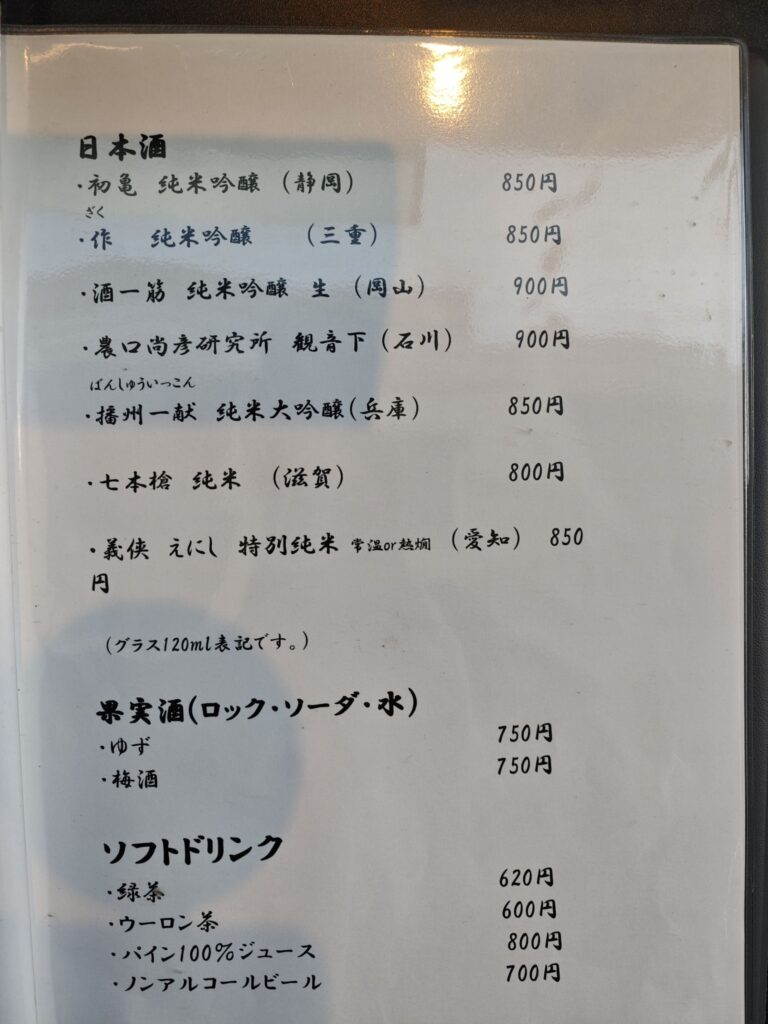 日本酒
・初亀 純米吟醸 （静岡） 850円
ざく
・作 純米吟醸 （三重） 850円
・酒一筋 純米吟醸 生 （岡山） 900円
・農口尚彦研究所 観音下（石川） 900円
ばんしゅういっこん
・播州一献 純米大吟醸(兵庫） 850円
・七本槍 純米 （滋賀） 800円
・義侠 えにし 特別純米 常温or熱燗 （愛知） 850
円
（グラス120ml表記です。）
果実酒(ロック・ソーダ・水）
・ゆず 750円
・梅酒 750円
ソフトドリンク
・緑茶 620円
・ウーロン茶 600円
・パイン100％ジュース 800円
・ノンアルコールビール 700円